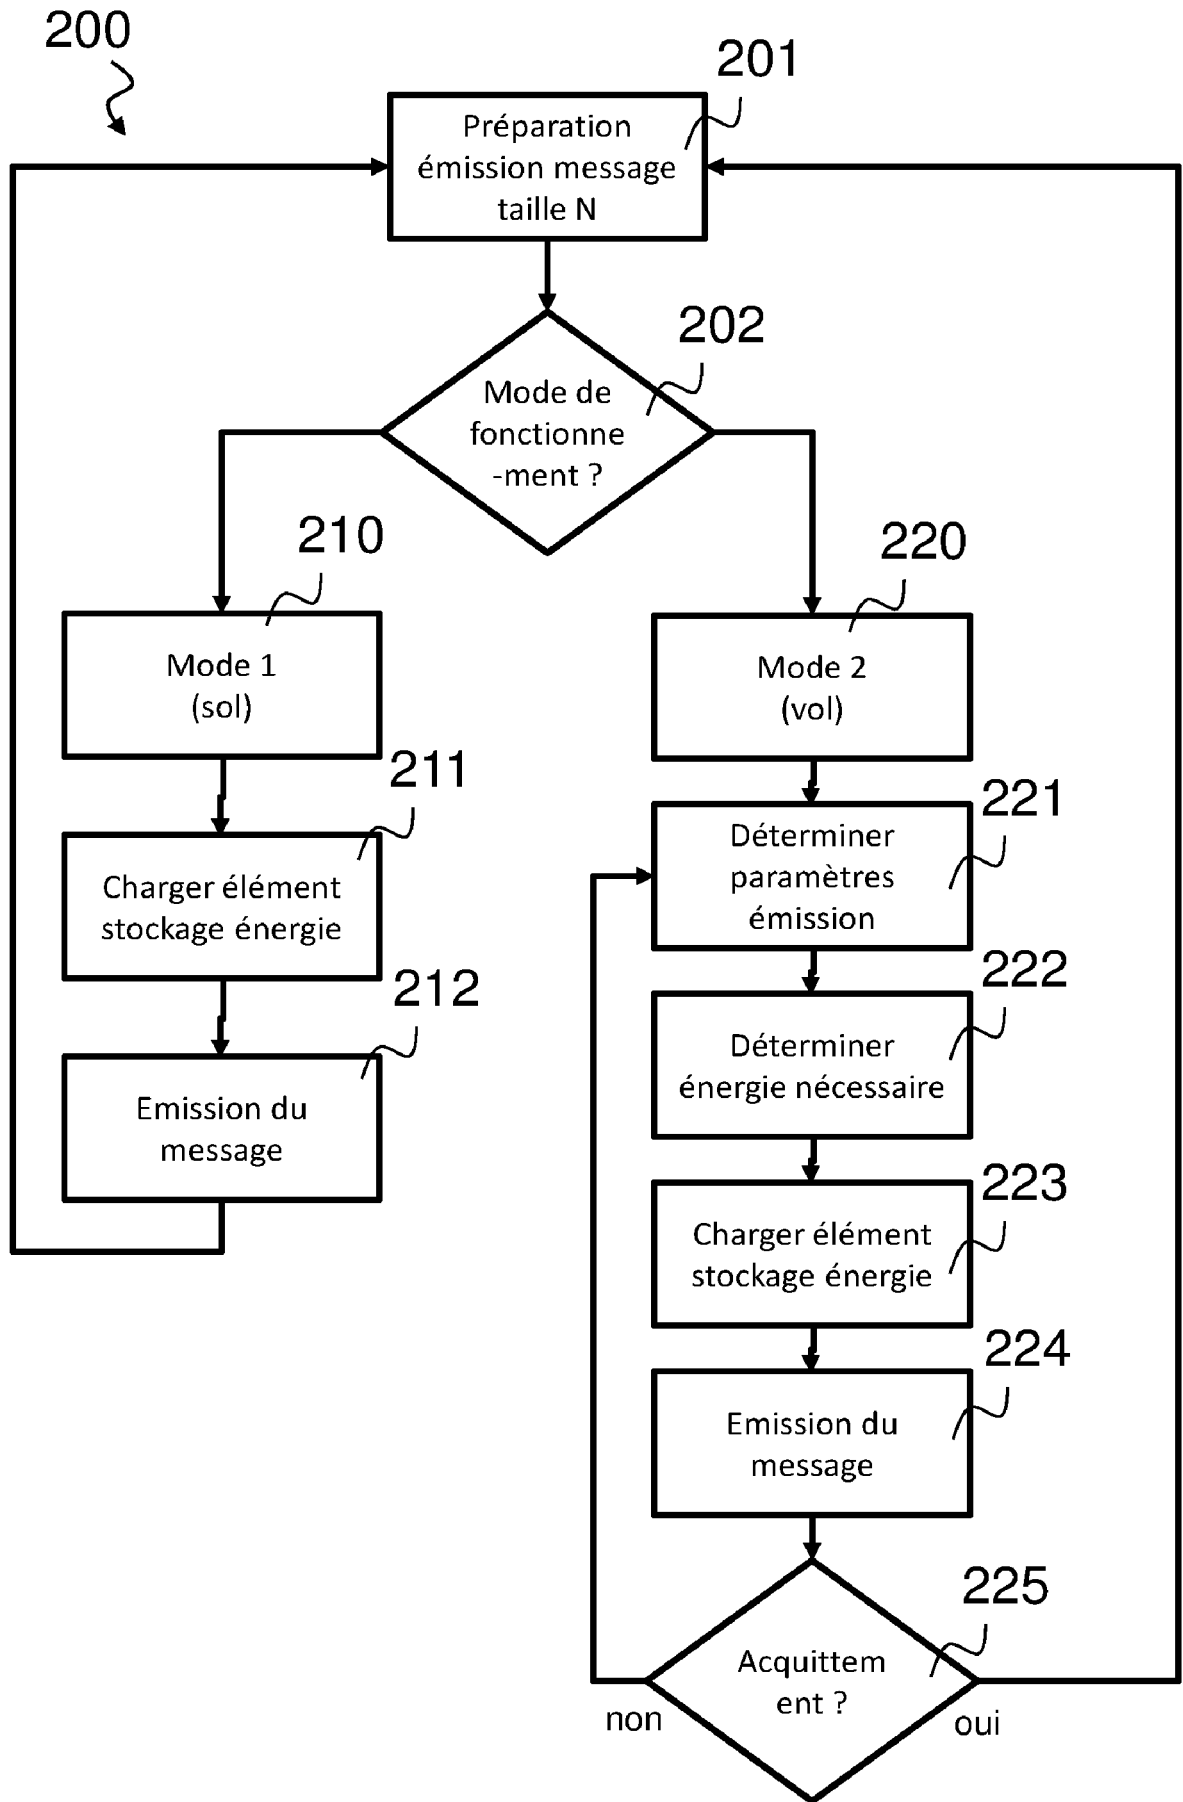 200
201
Préparation
émission message
taille N
202
Mode de
fonctionne
-ment ?
210
Mode 1
(sol)
211
Charger élément
stockage énergie
212
Emission du
message
220
Mode 2
(vol)
221
Déterminer
paramètres
émission
222
Déterminer
énergie nécessaire
223
Charger élément
stockage énergie
224
Emission du
message
225
Acquittem
ent ?
non
oui